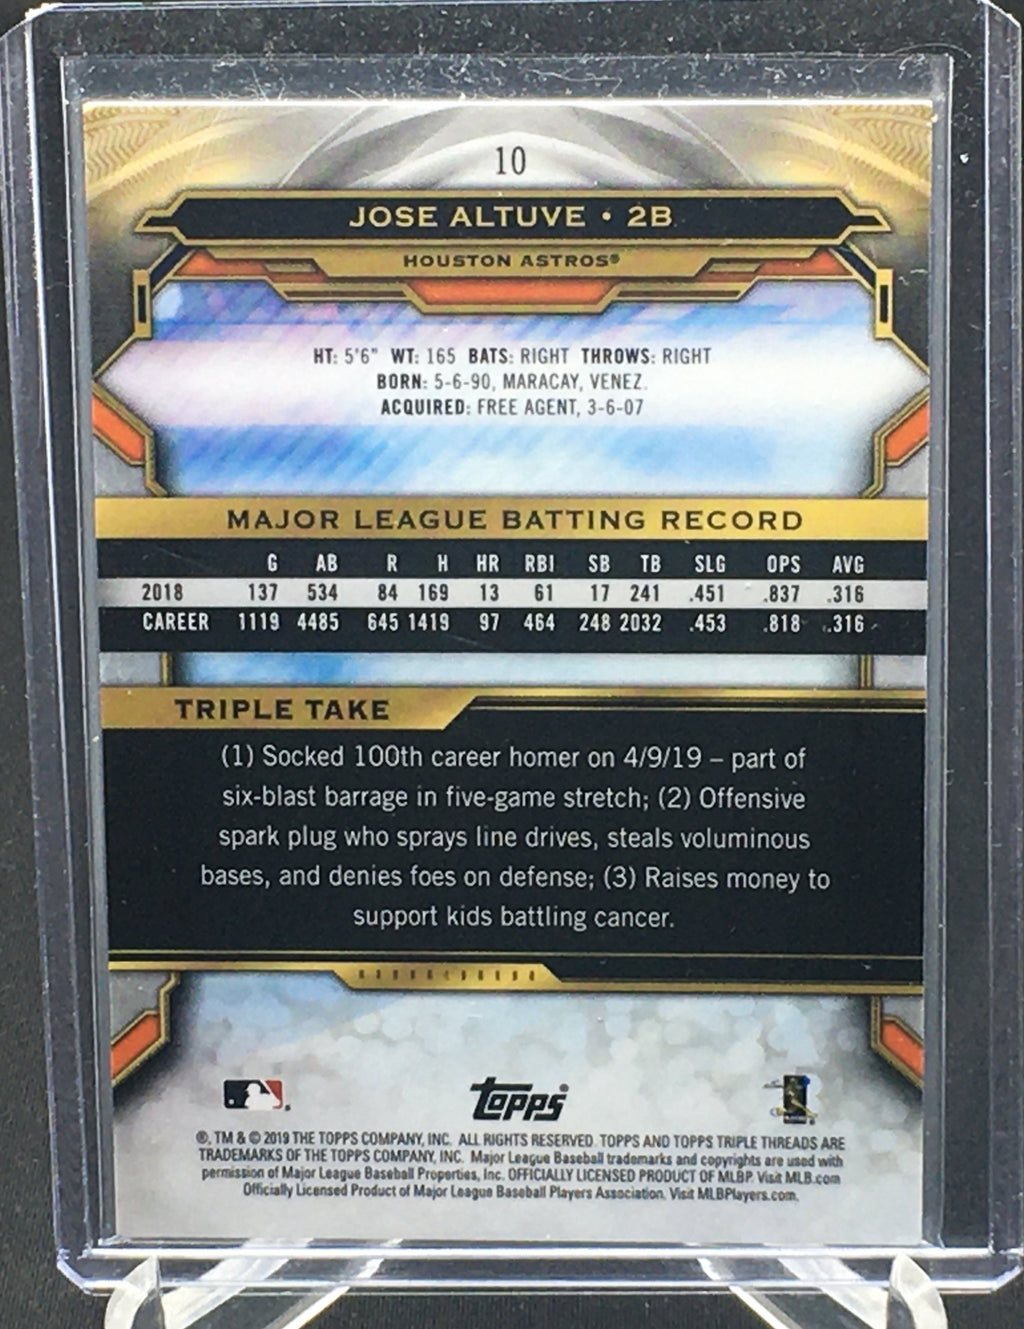 10
JOSE ALTUVE • 2B
HOUSTON ASTROS®
HT: 5'6" WT: 165 BATS: RIGHT THROWS: RIGHT
BORN: 5-6-90, MARACAY, VENEZ.
ACQUIRED: FREE AGENT, 3-6-07
MAJOR LEAGUE BATTING RECORD
G AB R H HR RBI SB TB SLG OPS AVG
2018 137 534 84 169 13 61 17 241 .451 .837 .316
CAREER 1119 4485 645 1419 97 464 248 2032 .453 .818 .316
TRIPLE TAKE
(1) Socked 100th career homer on 4/9/19 – part of
six-blast barrage in five-game stretch; (2) Offensive
spark plug who sprays line drives, steals voluminous
bases, and denies foes on defense; (3) Raises money to
support kids battling cancer.
Topps
®, TM & © 2019 THE TOPPS COMPANY, INC. ALL RIGHTS RESERVED. TOPPS AND TOPPS TRIPLE THREADS ARE
TRADEMARKS OF THE TOPPS COMPANY, INC. Major League Baseball trademarks and copyrights are used with
permission of Major League Baseball Properties, Inc. OFFICIALLY LICENSED PRODUCT OF MLBP. Visit MLB.com
Officially Licensed Product of Major League Baseball Players Association. Visit MLBPlayers.com.